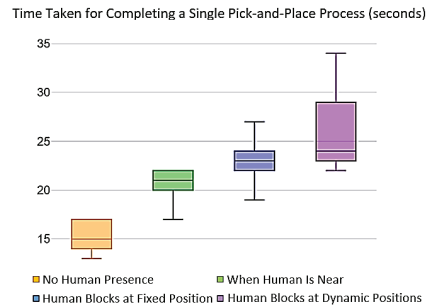 Time Taken for Completing a Single Pick-and-Place Process (seconds)
35
30
25
20
15
No Human Presence
When Human Is Near
Human Blocks at Fixed Position
Human Blocks at Dynamic Positions